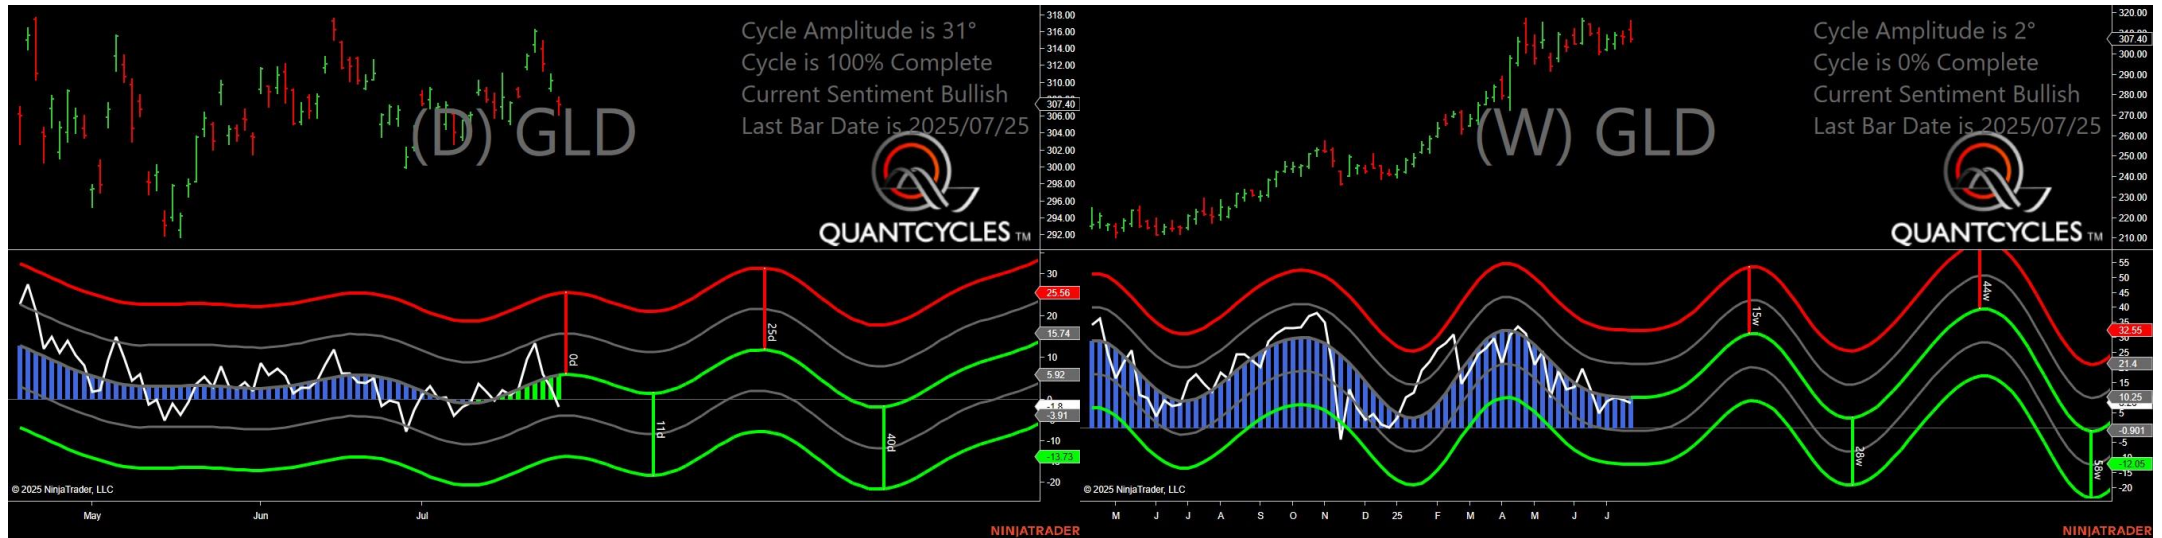 Cycle Amplitude is 31°
Cycle is 100% Complete
Current Sentiment Bullish
Last Bar Date is 2025/07/25
(D) GLD
QUANTCYCLES TM
318.00
316.00
314.00
312.00
310.00
307.40
306.00
304.00
302.00
300.00
298.00
296.00
294.00
292.00
30
25.56
20
15.74
10
5.92
-1.8
-3.91
-10
-13.73
-20
0d
11d
25d
40d
© 2025 NinjaTrader, LLC
May
Jun
Jul
NINJATRADER
Cycle Amplitude is 2°
Cycle is 0% Complete
Current Sentiment Bullish
Last Bar Date is 2025/07/25
(W) GLD
QUANTCYCLES TM
320.00
307.40
300.00
290.00
280.00
270.00
260.00
250.00
240.00
230.00
220.00
210.00
55
50
45
40
35
32.55
25
21.4
15
10.25
5
-0.901
-5
-12.05
-15
-20
15w
28w
44w
58w
© 2025 NinjaTrader, LLC
M
J
J
A
S
O
N
D
25
F
M
A
M
J
J
NINJATRADER